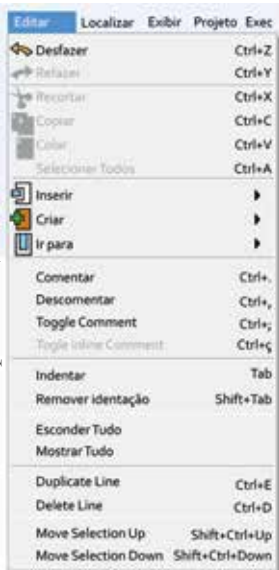 Editar Localizar Exibir Projeto Exec
Desfazer Ctrl+Z
Refazer Ctrl+Y
Recortar Ctrl+X
Copiar Ctrl+C
Colar Ctrl+V
Selecioner Todos Ctrl+A
Inserir
Criar
Ir para
Comentar Ctrl+.
Descomentar Ctrl+,
Toggle Comment Ctrl+;
Togle Inline Comment Ctrl+ç
Indentar Tab
Remover identação Shift+Tab
Esconder Tudo
Mostrar Tudo
Duplicate Line Ctrl+E
Delete Line Ctrl+D
Move Selection Up Shift+Ctrl+Up
Move Selection Down Shift+Ctrl+Down